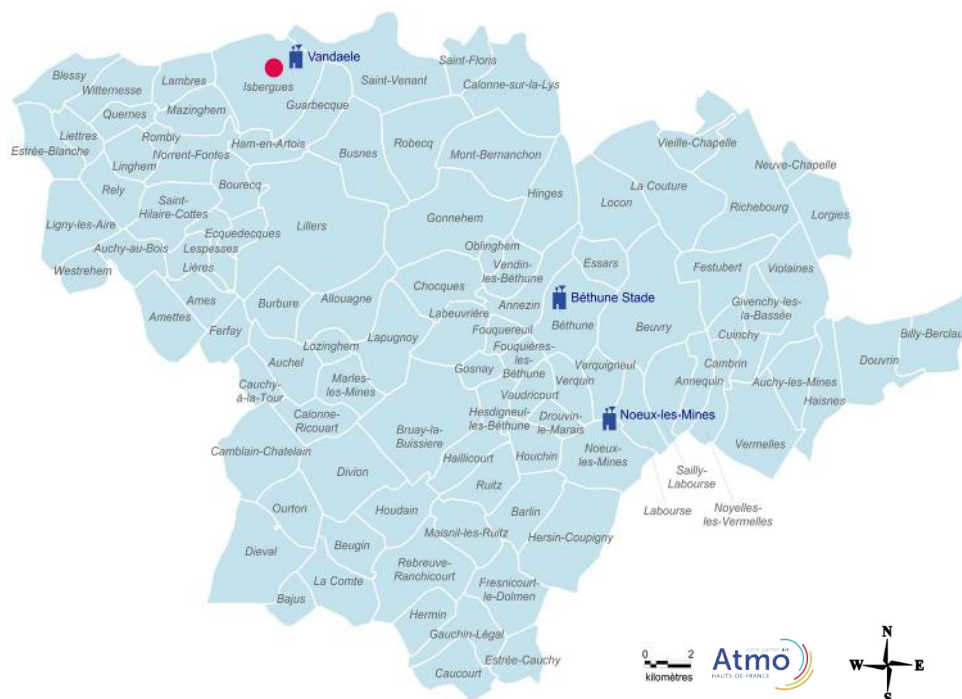 Vandaele
Saint-Floris
Blessy
Lambres
Saint-Venant
Calonne-sur-la-Lys
Witternesse
Isbergues
Guarbecque
Quernes
Mazinghem
Liettres
Rombly
Ham-en-Artois
Robecq
Vieille-Chapelle
Estrée-Blanche
Norrent-Fontes
Busnes
Mont-Bernanchon
Neuve-Chapelle
Linghem
Rely
Bourecq
Hinges
La Couture
Saint-
Hilaire-Cottes
Locon
Richebourg
Lorgies
Ligny-les-Aire
Lillers
Gonnehem
Ecquedecques
Auchy-au-Bois
Lespesses
Oblinghem
Westrehem
Lières
Vendin-
les-Béthune
Essars
Festubert
Violaines
Chocques
Ames
Burbure
Allouagne
Annezin
Béthune Stade
Givenchy-les-
la-Bassée
Amettes
Labeuvrière
Béthune
Beuvry
Cuinchy
Billy-Berclau
Ferfay
Lapugnoy
Fouquereuil
Lozinghem
Fouquières-
les-
Béthune
Douvrin
Auchel
Gosnay
Verquigneul
Cambrin
Cauchy-
à-la-Tour
Marles-
les-Mines
Verquin
Annequin
Auchy-les-Mines
Vaudricourt
Haisnes
Calonne-
Ricouart
Hesdigneul-
les-Béthune
Drouvin-
le-Marais
Noeux-les-Mines
Bruay-la-
Buissiere
Vermelles
Camblain-Chatelain
Haillicourt
Houchin
Noeux-
les-Mines
Divion
Sailly-
Labourse
Ruitz
Ourton
Houdain
Barlin
Labourse
Noyelles-
les-Vermelles
Maisnil-les-Ruitz
Hersin-Coupigny
Dieval
Beugin
Rebreuve-
Ranchicourt
La Comte
Fresnicourt-
le-Dolmen
Bajus
Hermin
Gauchin-Légal
Estrée-Cauchy
Caucourt
0 2
kilomètres
Atmo
HAUTS-DE-FRANCE
N
W E
S